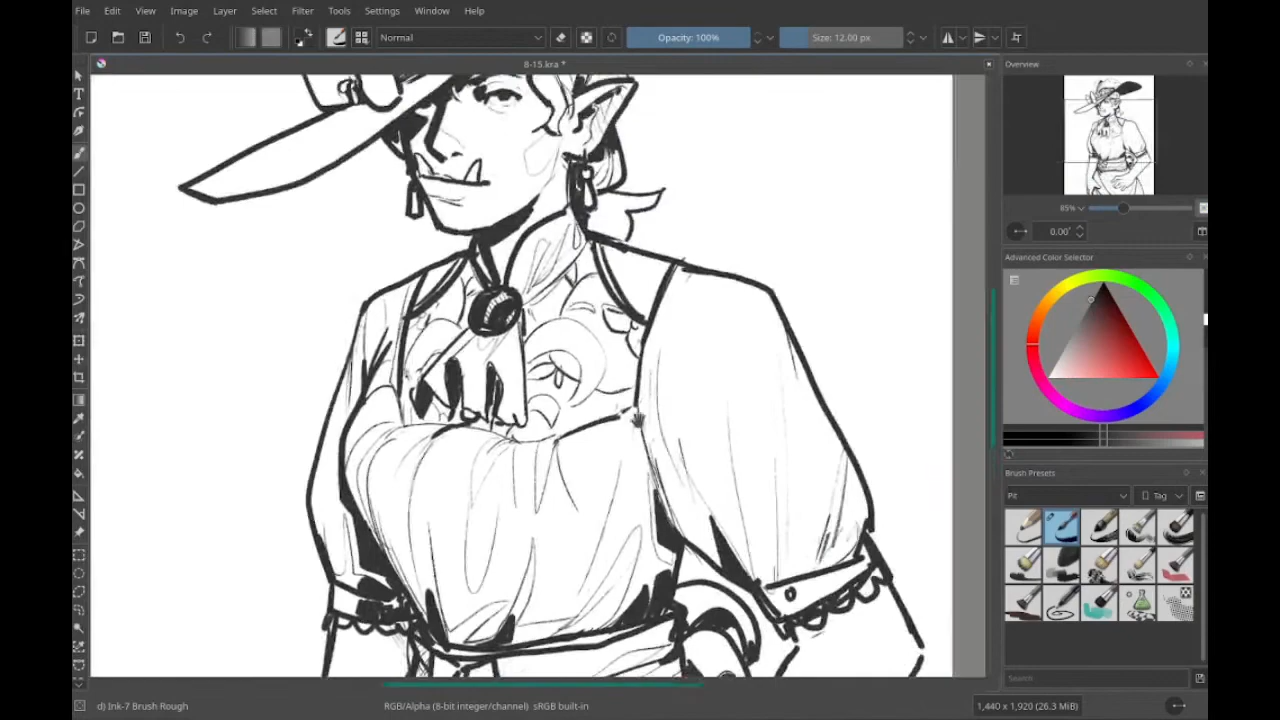 File Edit View Image Layer Select Filter Tools Settings Window Help
Normal Opacity: 100% Size: 12.00 px
8-15.kra *
Overview
85%
0.00°
Advanced Color Selector
Brush Presets
Pit Tag
Search
d) Ink-7 Brush Rough RGB/Alpha (8-bit integer/channel) sRGB built-in 1,440 x 1,920 (26.3 MiB)